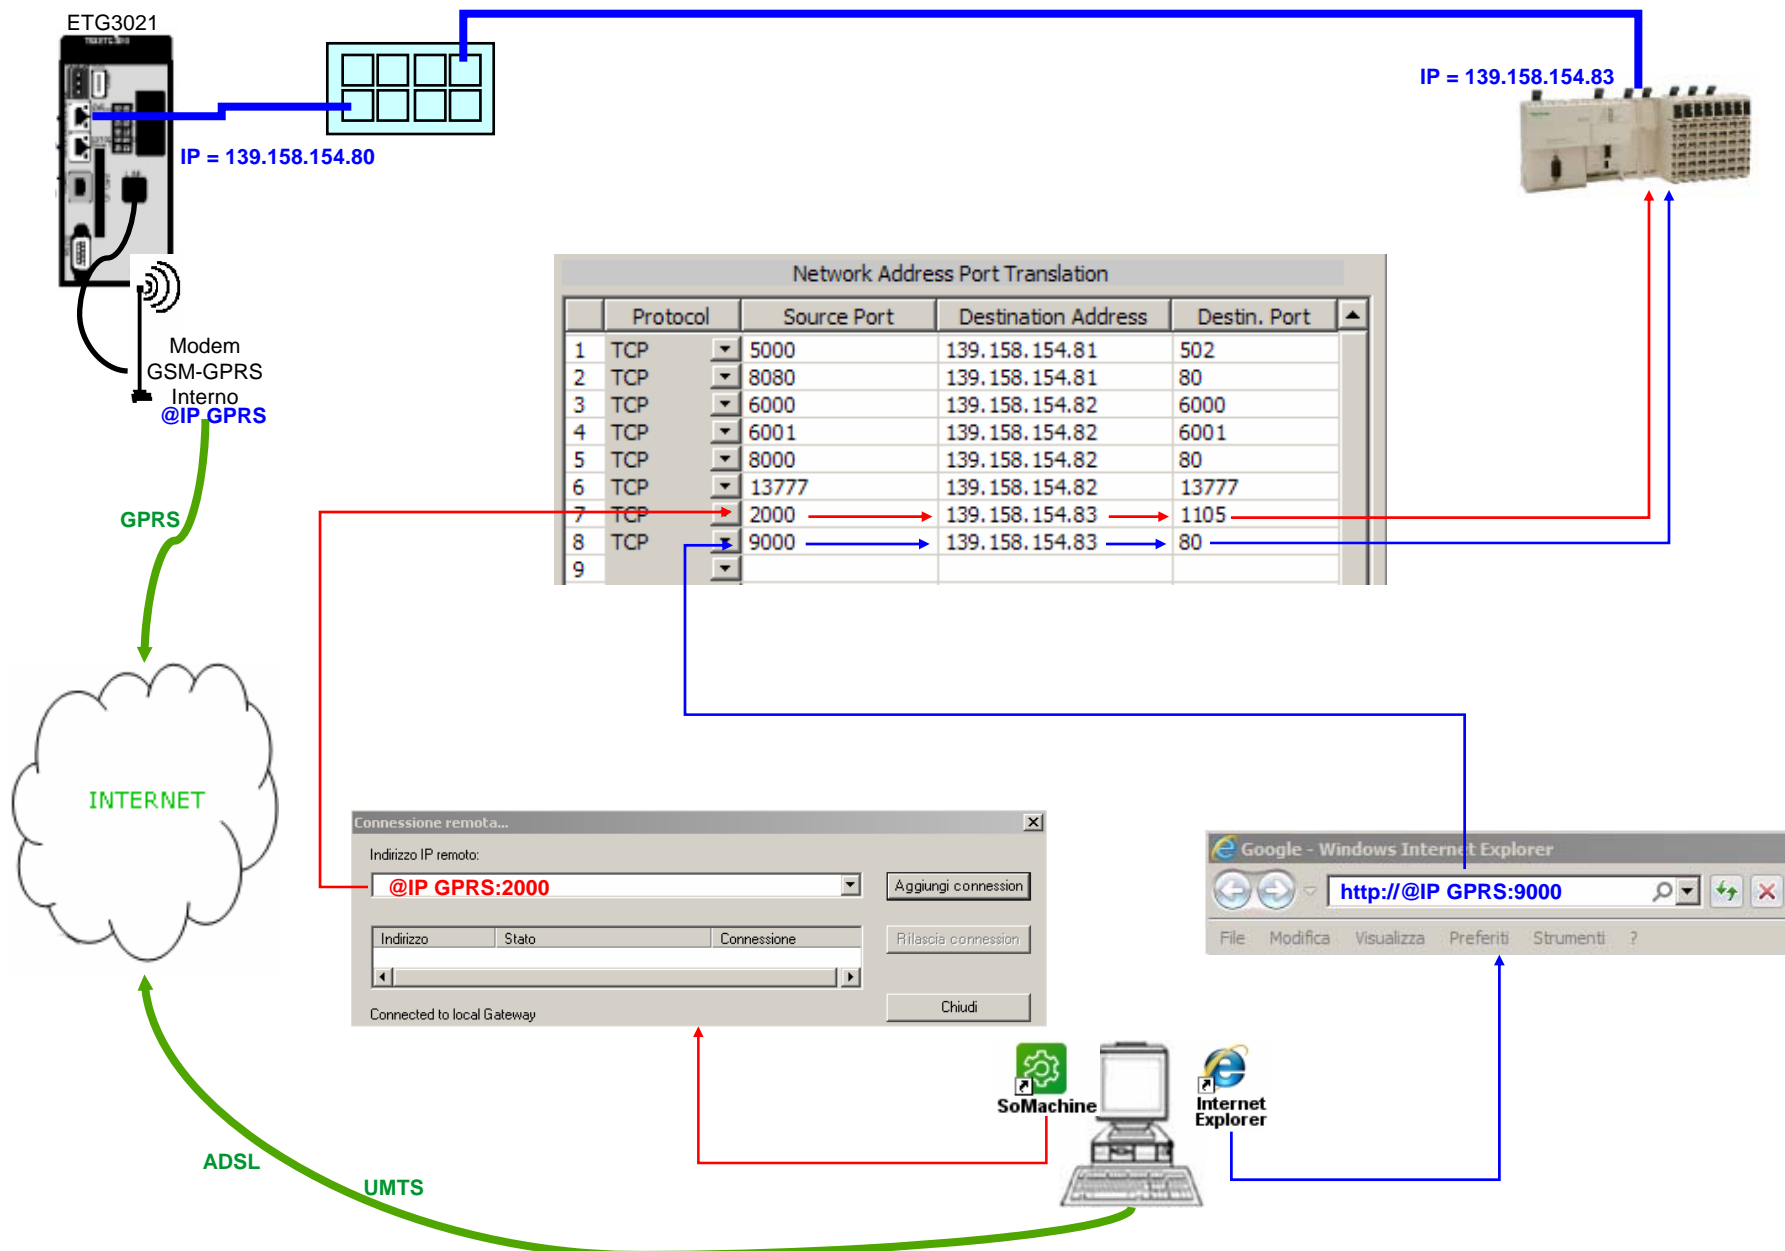 ETG3021
IP = 139.158.154.83
IP = 139.158.154.80
Modem
GSM-GPRS
Interno
@IP GPRS
GPRS
Network Address Port Translation
Protocol Source Port Destination Address Destin. Port
1 TCP 5000 139.158.154.81 502
2 TCP 8080 139.158.154.81 80
3 TCP 6000 139.158.154.82 6000
4 TCP 6001 139.158.154.82 6001
5 TCP 8000 139.158.154.82 80
6 TCP 13777 139.158.154.82 13777
7 TCP 2000 139.158.154.83 1105
8 TCP 9000 139.158.154.83 80
9
INTERNET
Connessione remota...
Indirizzo IP remoto:
@IP GPRS:2000
Aggiungi connession
Indirizzo Stato Connessione
Rilascia connession
Connected to local Gateway
Chiudi
Google - Windows Internet Explorer
http://@IP GPRS:9000
File Modifica Visualizza Preferiti Strumenti ?
SoMachine
Internet
Explorer
ADSL
UMTS